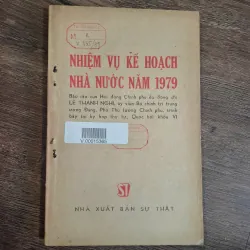 NHIỆM VỤ KẾ HOẠCH
NHÀ NƯỚC NĂM 1979
Báo cáo của Hội đồng Chính phủ do đồng chí
LÊ THANH NGHỊ, ủy viên Bộ chính trị trung
ương Đảng, Phó Thủ tướng Chính phủ, trình
bày tại kỳ họp thứ tư, Quốc hội khóa VI
ST
NHÀ XUẤT BẢN SỰ THẬT